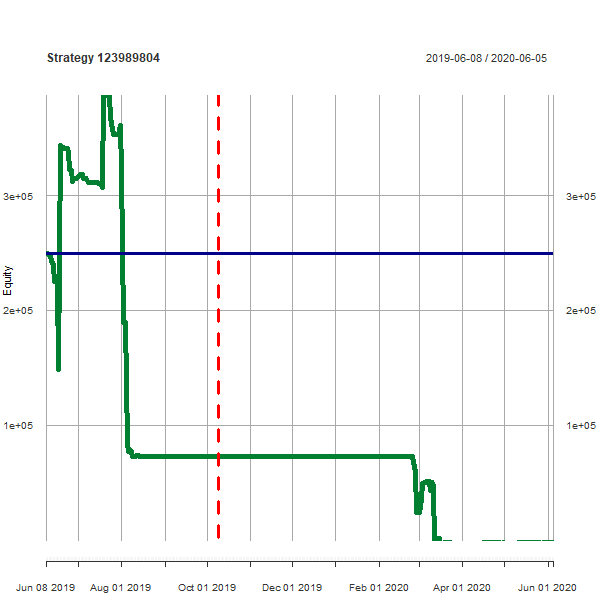 Strategy 123989804
2019-06-08 / 2020-06-05
3e+05
3e+05
Equity
2e+05
2e+05
1e+05
1e+05
Jun 08 2019
Aug 01 2019
Oct 01 2019
Dec 01 2019
Feb 01 2020
Apr 01 2020
Jun 01 2020